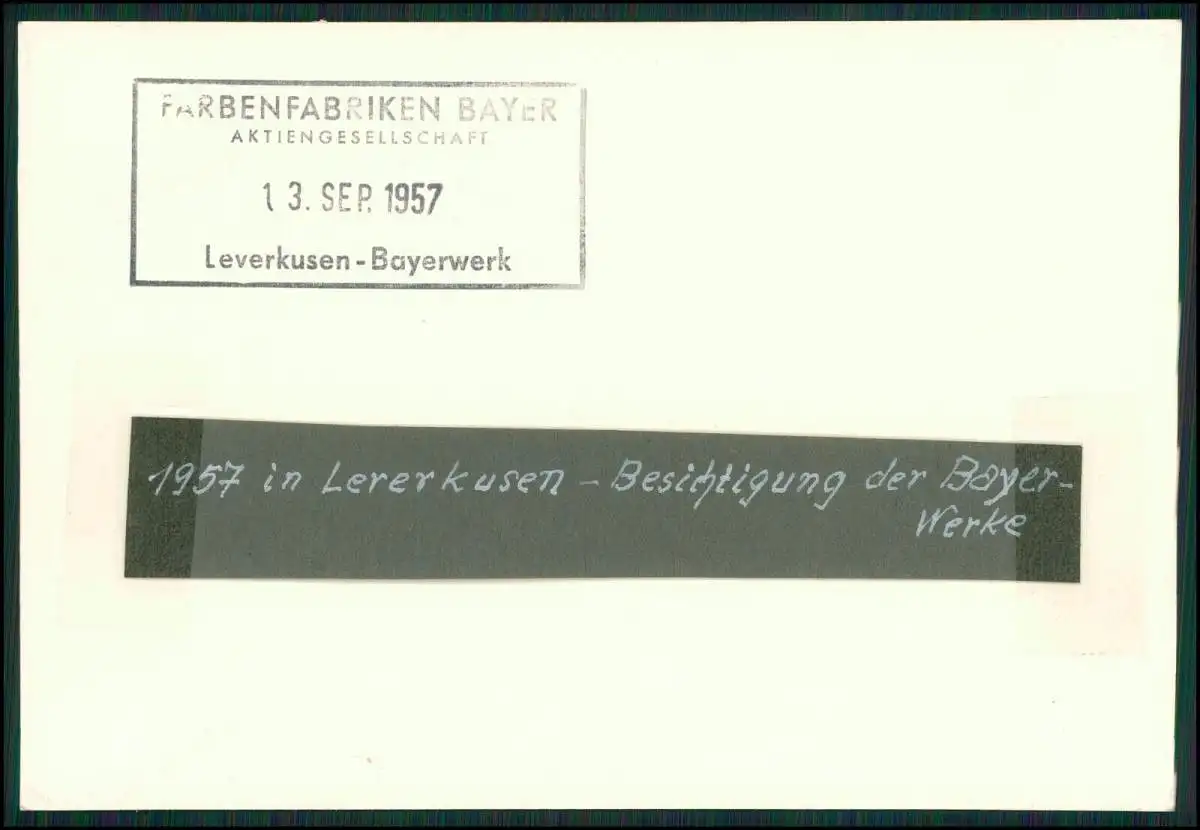 FARBENFABRIKEN BAYER
AKTIENGESELLSCHAFT
13. SEP. 1957
Leverkusen-Bayerwerk
1957 in Leverkusen - Besichtigung der Bayer-
Werke